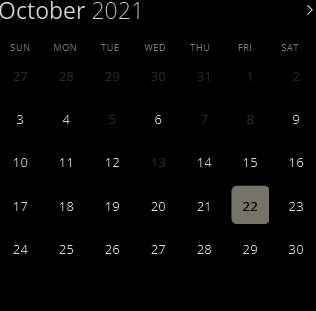 October 2021 >
SUN MON TUE WED THU FRI SAT
27 28 29 30 31 1 2
3 4 5 6 7 8 9
10 11 12 13 14 15 16
17 18 19 20 21 22 23
24 25 26 27 28 29 30